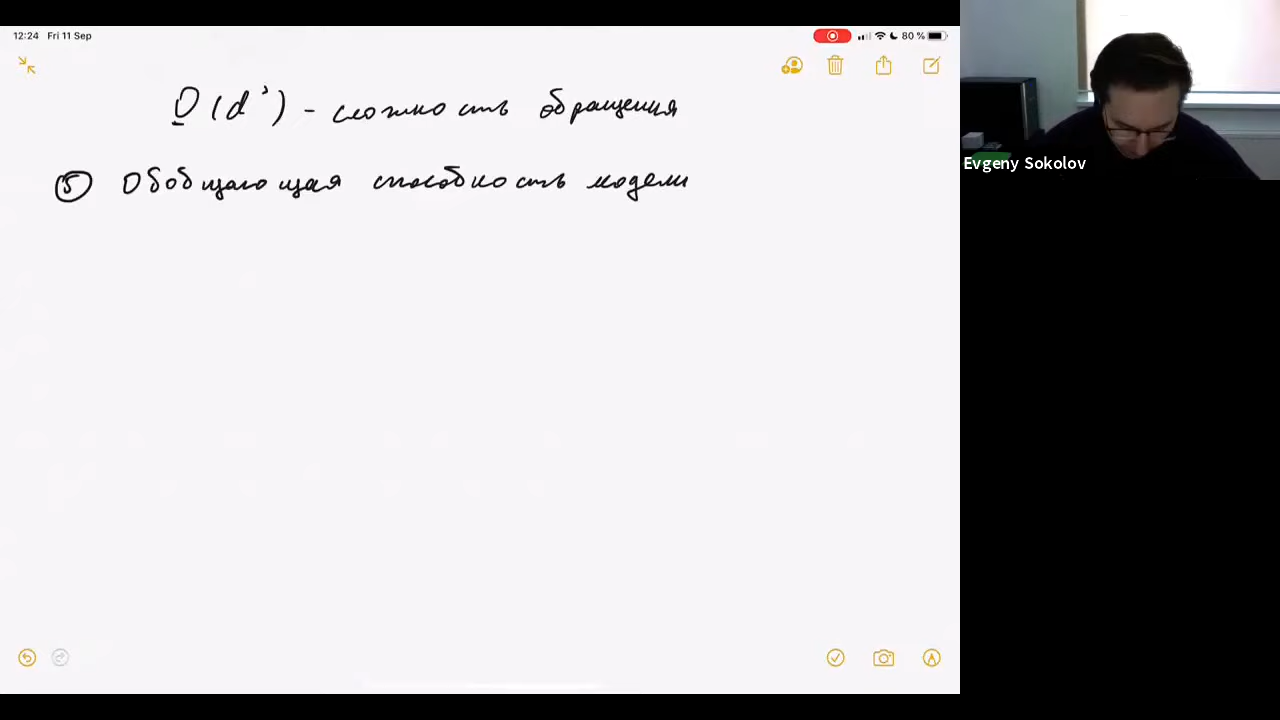 12:24 Fri 11 Sep
80 %
O(d³) - сложность обращения
⑤ Обобщающая способность модели
Evgeny Sokolov